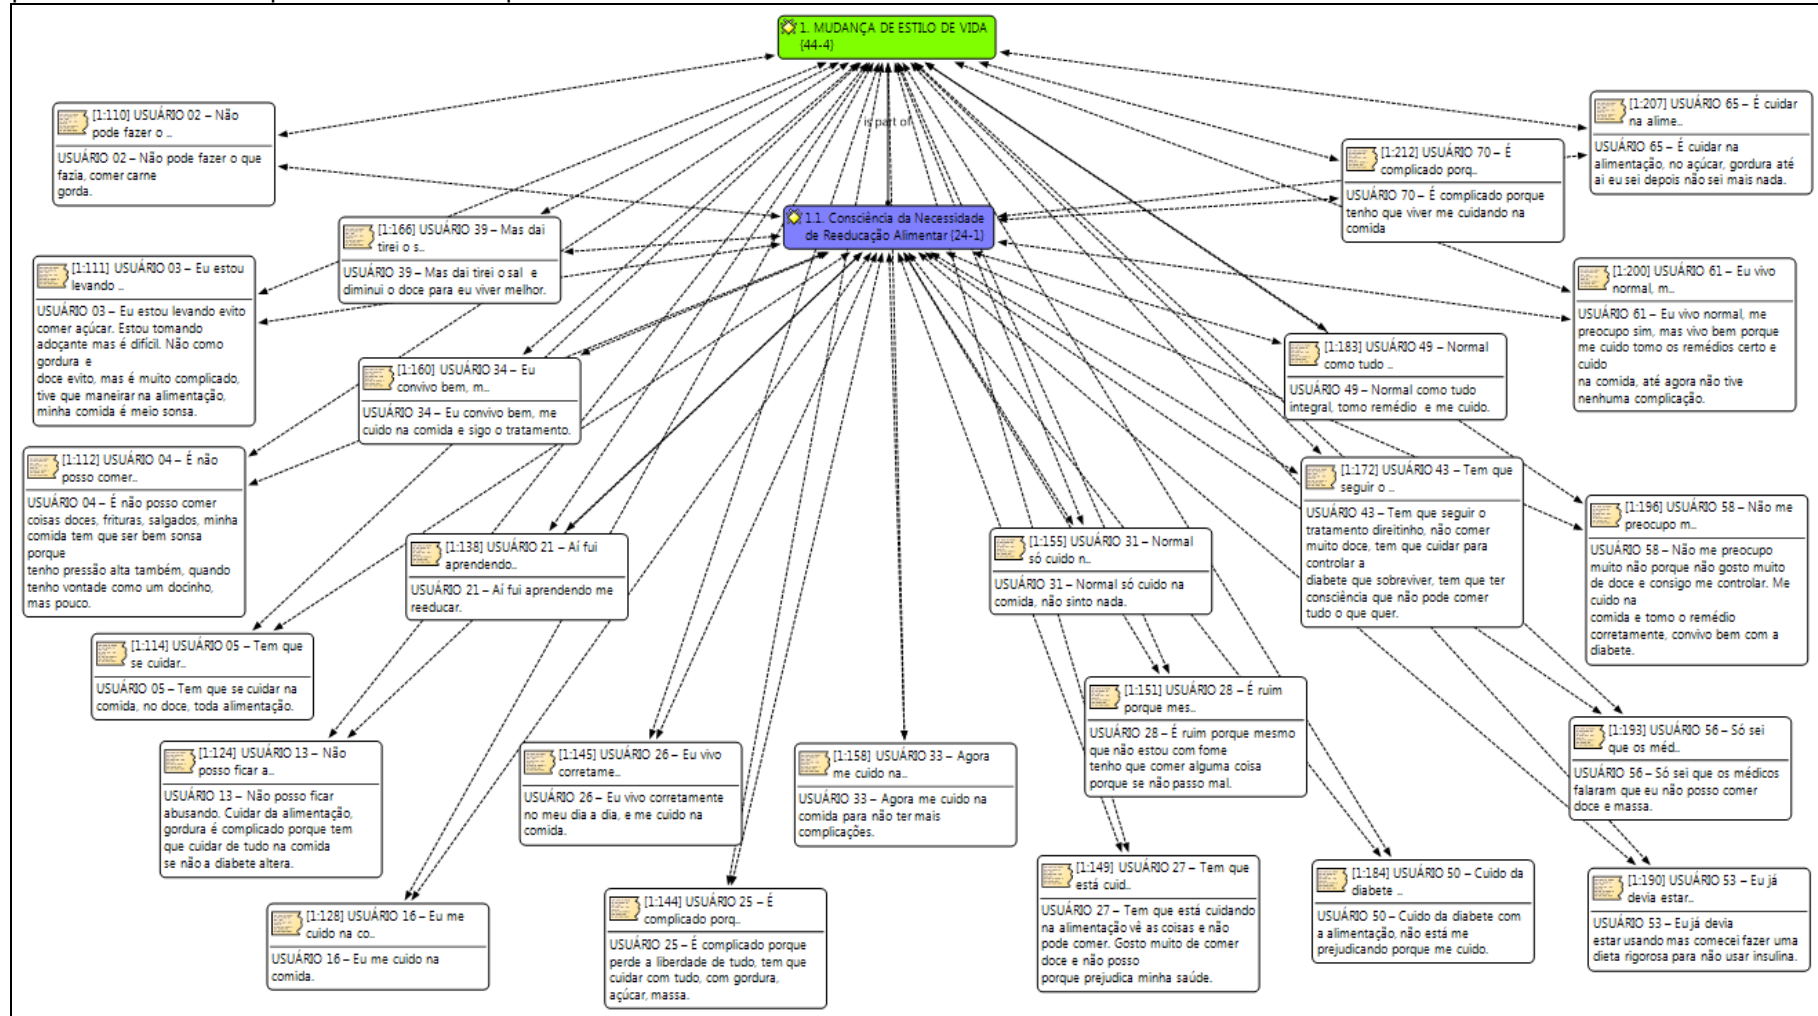 1. MUDANÇA DE ESTILO DE VIDA
{44-4}
is part of
1.1. Consciência da Necessidade
de Reeducação Alimentar {24-1}
[1:110] USUÁRIO 02 – Não
pode fazer o ..
USUÁRIO 02 – Não pode fazer o que
fazia, comer carne
gorda.
[1:207] USUÁRIO 65 – É cuidar
na alime..
USUÁRIO 65 – É cuidar na
alimentação, no açúcar, gordura até
ai eu sei depois não sei mais nada.
[1:212] USUÁRIO 70 – É
complicado porq..
USUÁRIO 70 – É complicado porque
tenho que viver me cuidando na
comida
[1:166] USUÁRIO 39 – Mas dai
tirei o s..
USUÁRIO 39 – Mas dai tirei o sal e
diminui o doce para eu viver melhor.
[1:111] USUÁRIO 03 – Eu estou
levando ..
USUÁRIO 03 – Eu estou levando evito
comer açúcar. Estou tomando
adoçante mas é difícil. Não como
gordura e
doce evito, mas é muito complicado,
tive que maneirar na alimentação,
minha comida é meio sonsa.
[1:200] USUÁRIO 61 – Eu vivo
normal, m..
USUÁRIO 61 – Eu vivo normal, me
preocupo sim, mas vivo bem porque
me cuido tomo os remédios certo e
cuido
na comida, até agora não tive
nenhuma complicação.
[1:183] USUÁRIO 49 – Normal
como tudo ..
USUÁRIO 49 – Normal como tudo
integral, tomo remédio e me cuido.
[1:160] USUÁRIO 34 – Eu
convivo bem, m..
USUÁRIO 34 – Eu convivo bem, me
cuido na comida e sigo o tratamento.
[1:112] USUÁRIO 04 – É não
posso comer..
USUÁRIO 04 – É não posso comer
coisas doces, frituras, salgados, minha
comida tem que ser bem sonsa
porque
tenho pressão alta também, quando
tenho vontade como um docinho,
mas pouco.
[1:172] USUÁRIO 43 – Tem que
seguir o ..
USUÁRIO 43 – Tem que seguir o
tratamento direitinho, não comer
muito doce, tem que cuidar para
controlar a
diabete que sobreviver, tem que ter
consciência que não pode comer
tudo o que quer.
[1:196] USUÁRIO 58 – Não me
preocupo m..
USUÁRIO 58 – Não me preocupo
muito não porque não gosto muito
de doce e consigo me controlar. Me
cuido na
comida e tomo o remédio
corretamente, convivo bem com a
diabete.
[1:138] USUÁRIO 21 – Aí fui
aprendendo..
USUÁRIO 21 – Aí fui aprendendo me
reeducar.
[1:155] USUÁRIO 31 – Normal
só cuido n..
USUÁRIO 31 – Normal só cuido na
comida, não sinto nada.
[1:114] USUÁRIO 05 – Tem que
se cuidar..
USUÁRIO 05 – Tem que se cuidar na
comida, no doce, toda alimentação.
[1:151] USUÁRIO 28 – É ruim
porque mes..
USUÁRIO 28 – É ruim porque mesmo
que não estou com fome
tenho que comer alguma coisa
porque se não passo mal.
[1:193] USUÁRIO 56 – Só sei
que os méd..
USUÁRIO 56 – Só sei que os médicos
falaram que eu não posso comer
doce e massa.
[1:124] USUÁRIO 13 – Não
posso ficar a..
USUÁRIO 13 – Não posso ficar
abusando. Cuidar da alimentação,
gordura é complicado porque tem
que cuidar de tudo na comida
se não a diabete altera.
[1:145] USUÁRIO 26 – Eu vivo
corretame..
USUÁRIO 26 – Eu vivo corretamente
no meu dia a dia, e me cuido na
comida.
[1:158] USUÁRIO 33 – Agora
me cuido na..
USUÁRIO 33 – Agora me cuido na
comida para não ter mais
complicações.
[1:149] USUÁRIO 27 – Tem que
está cuid..
USUÁRIO 27 – Tem que está cuidando
na alimentação vê as coisas e não
pode comer. Gosto muito de comer
doce e não posso
porque prejudica minha saúde.
[1:184] USUÁRIO 50 – Cuido da
diabete ..
USUÁRIO 50 – Cuido da diabete com
a alimentação, não está me
prejudicando porque me cuido.
[1:190] USUÁRIO 53 – Eu já
devia estar..
USUÁRIO 53 – Eu já devia
estar usando mas comecei fazer uma
dieta rigorosa para não usar insulina.
[1:128] USUÁRIO 16 – Eu me
cuido na co..
USUÁRIO 16 – Eu me cuido na
comida.
[1:144] USUÁRIO 25 – É
complicado porq..
USUÁRIO 25 – É complicado porque
perde a liberdade de tudo, tem que
cuidar com tudo, com gordura,
açúcar, massa.